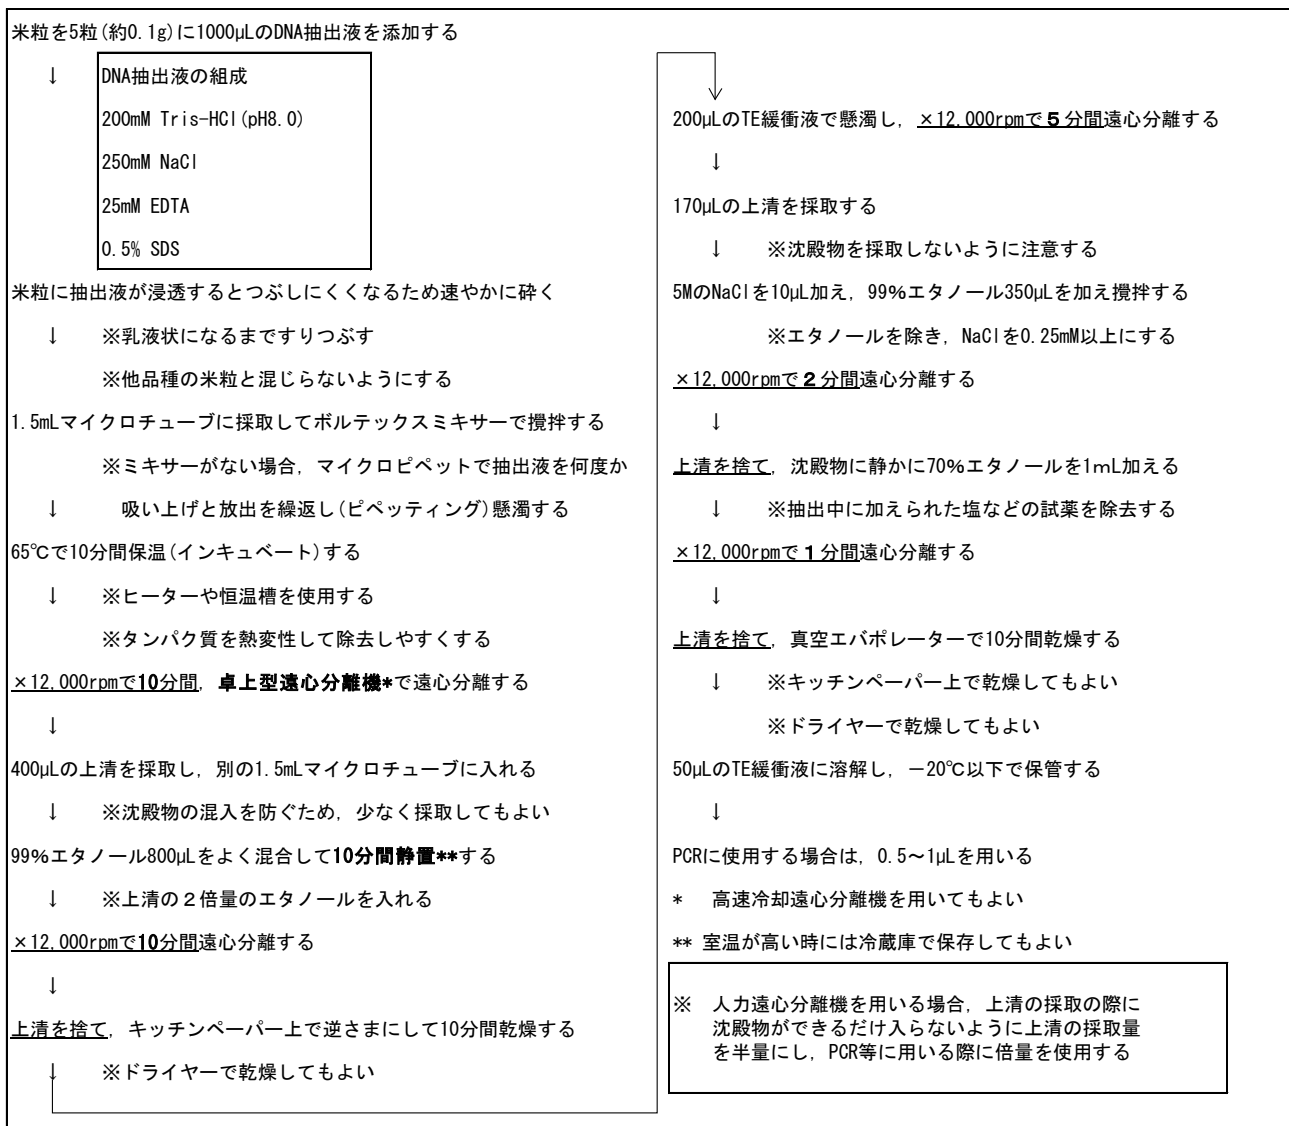 米粒を5粒(約0.1g)に1000μLのDNA抽出液を添加する
↓
DNA抽出液の組成
200mM Tris-HCl(pH8.0)
250mM NaCl
25mM EDTA
0.5% SDS
米粒に抽出液が浸透するとつぶしにくくなるため速やかに砕く
↓ ※乳液状になるまですりつぶす
※他品種の米粒と混じらないようにする
1.5mLマイクロチューブに採取してボルテックスミキサーで攪拌する
※ミキサーがない場合，マイクロピペットで抽出液を何度か
↓ 吸い上げと放出を繰返し(ピペッティング)懸濁する
65℃で10分間保温(インキュベート)する
↓ ※ヒーターや恒温槽を使用する
※タンパク質を熱変性して除去しやすくする
×12,000rpmで10分間，卓上型遠心分離機*で遠心分離する
↓
400μLの上清を採取し，別の1.5mLマイクロチューブに入れる
↓ ※沈殿物の混入を防ぐため，少なく採取してもよい
99%エタノール800μLをよく混合して10分間静置**する
↓ ※上清の２倍量のエタノールを入れる
×12,000rpmで10分間遠心分離する
↓
上清を捨て，キッチンペーパー上で逆さまにして10分間乾燥する
↓ ※ドライヤーで乾燥してもよい
200μLのTE緩衝液で懸濁し，×12,000rpmで５分間遠心分離する
↓
170μLの上清を採取する
↓ ※沈殿物を採取しないように注意する
5MのNaClを10μL加え，99%エタノール350μLを加え攪拌する
※エタノールを除き，NaClを0.25mM以上にする
×12,000rpmで２分間遠心分離する
↓
上清を捨て，沈殿物に静かに70%エタノールを1ｍL加える
↓ ※抽出中に加えられた塩などの試薬を除去する
×12,000rpmで１分間遠心分離する
↓
上清を捨て，真空エバポレーターで10分間乾燥する
↓ ※キッチンペーパー上で乾燥してもよい
※ドライヤーで乾燥してもよい
50μLのTE緩衝液に溶解し，－20℃以下で保管する
↓
PCRに使用する場合は，0.5～1μLを用いる
* 高速冷却遠心分離機を用いてもよい
** 室温が高い時には冷蔵庫で保存してもよい
※ 人力遠心分離機を用いる場合，上清の採取の際に
沈殿物ができるだけ入らないように上清の採取量
を半量にし，PCR等に用いる際に倍量を使用する